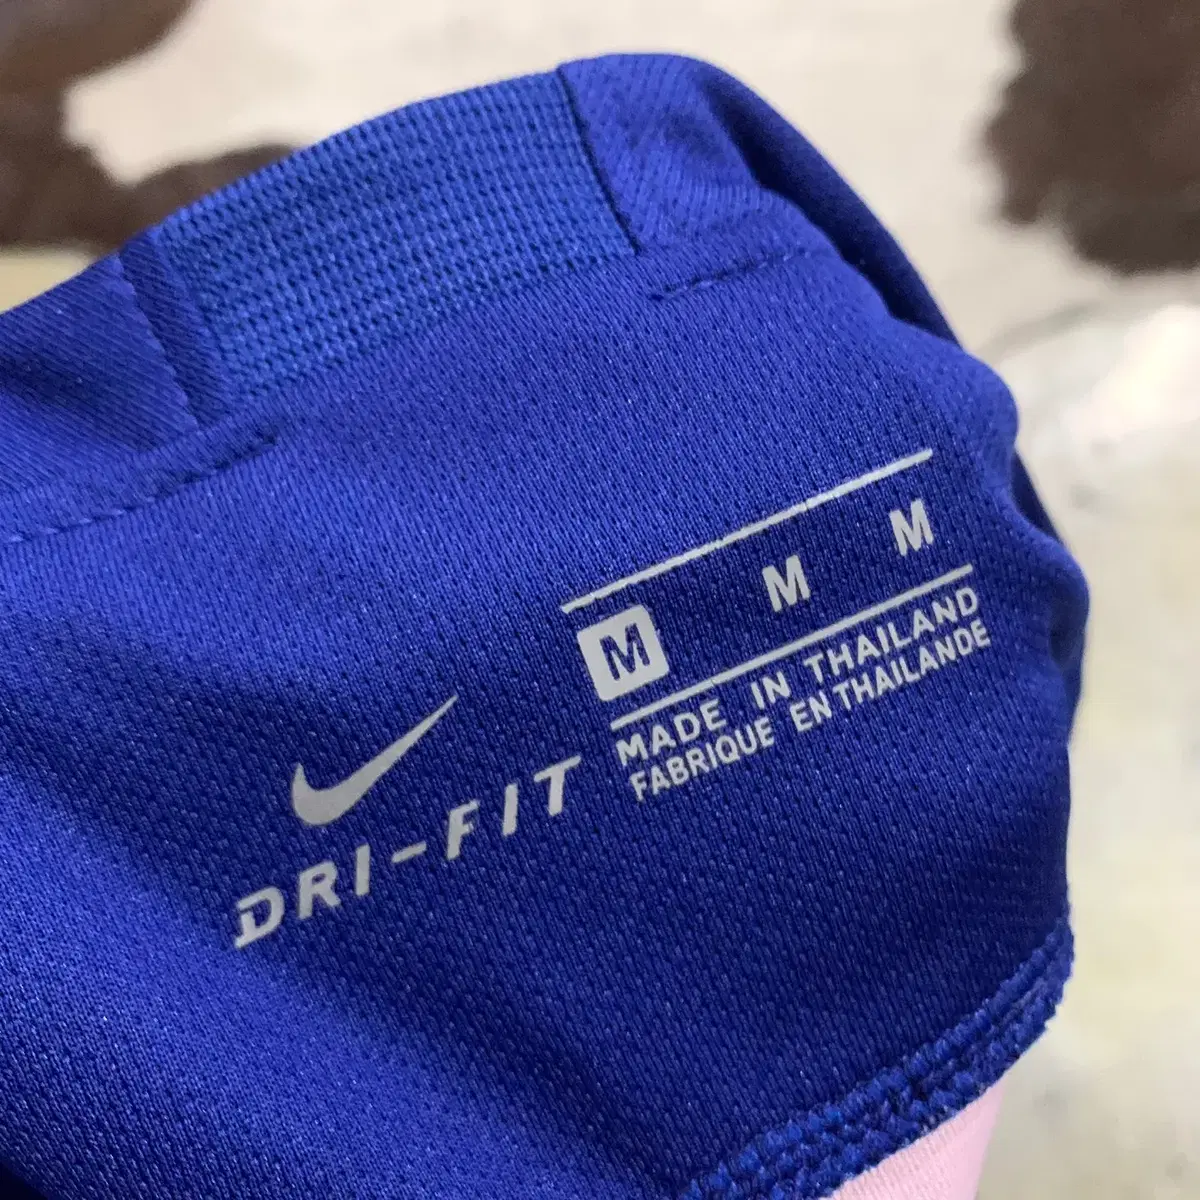 M M M
MADE IN THAILAND
FABRIQUE EN THAILANDE
DRI-FIT